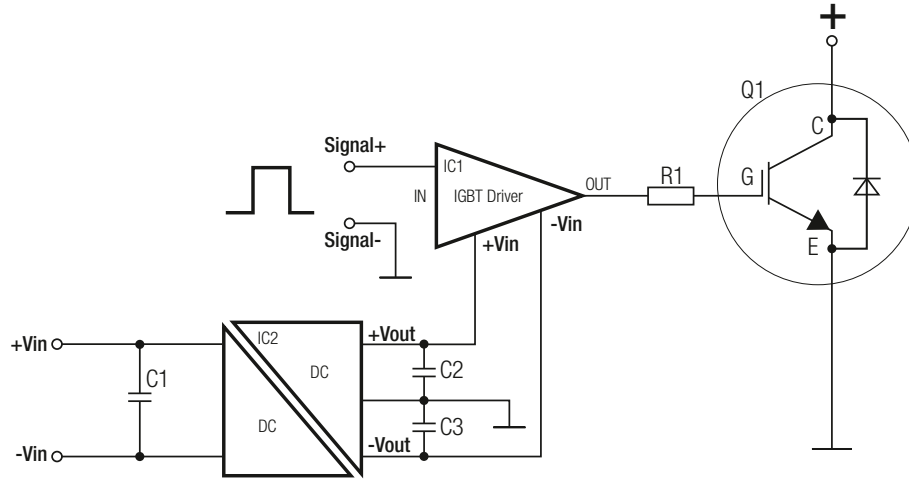 +
Q1
C
Signal+
IC1
G
R1
OUT
IN
IGBT Driver
-Vin
Signal-
+Vin
E
+Vin
IC2
+Vout
DC
C1
C2
DC
C3
-Vin
-Vout